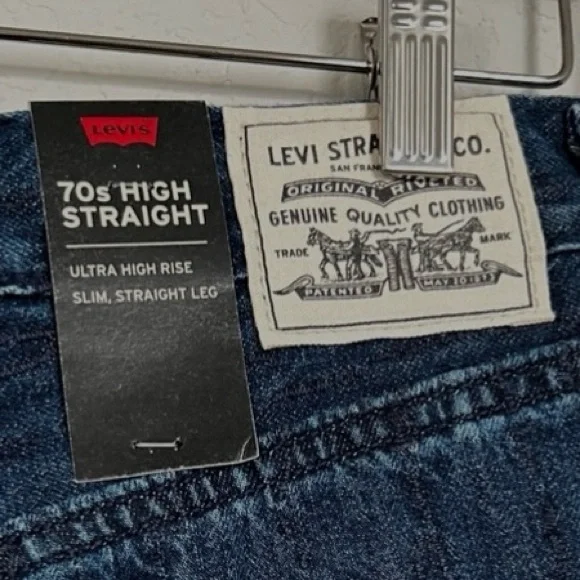 Levi's
70s HIGH
STRAIGHT
ULTRA HIGH RISE
SLIM, STRAIGHT LEG
LEVI STRA CO.
SAN FRAN
ORIGINAL RIVETED
GENUINE QUALITY CLOTHING
TRADE MARK
PATENTED MAY 20 187